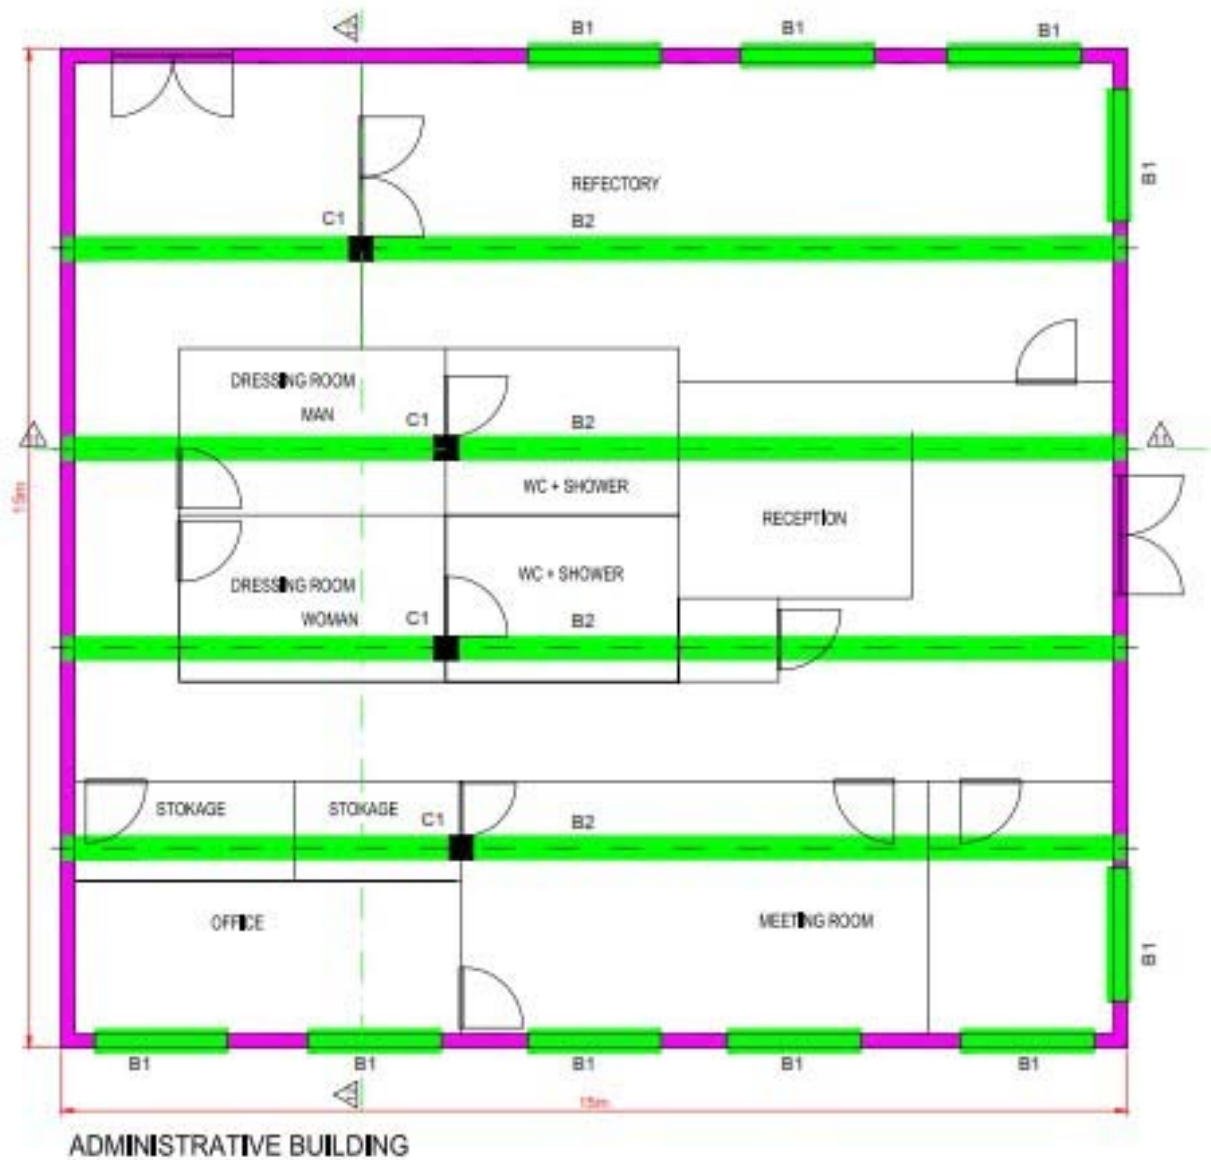 B1 B1 B1
B1
REFECTORY
C1 B2
DRESSING ROOM
MAN
C1 B2
15m
WC + SHOWER
RECEPTION
WC + SHOWER
DRESSING ROOM
WOMAN
C1 B2
STOKAGE STOKAGE
C1 B2
OFFICE
MEETING ROOM
B1
B1 B1 B1 B1 B1
15m
ADMINISTRATIVE BUILDING